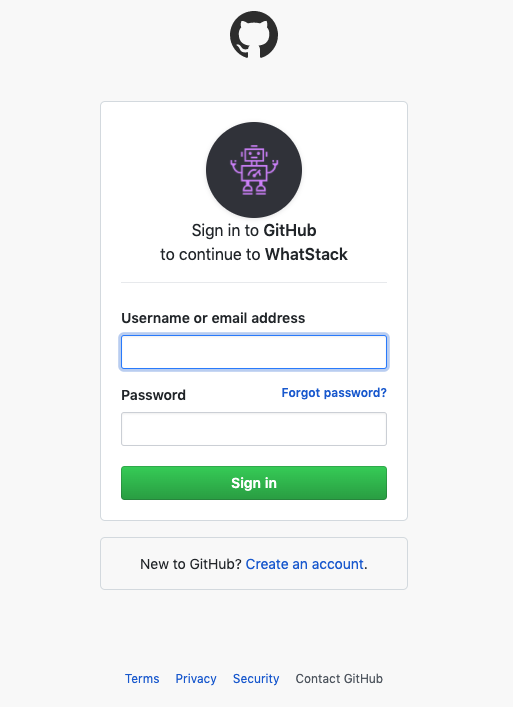 Sign in to GitHub
to continue to WhatStack
Username or email address
Password Forgot password?
Sign in
New to GitHub? Create an account.
Terms Privacy Security Contact GitHub